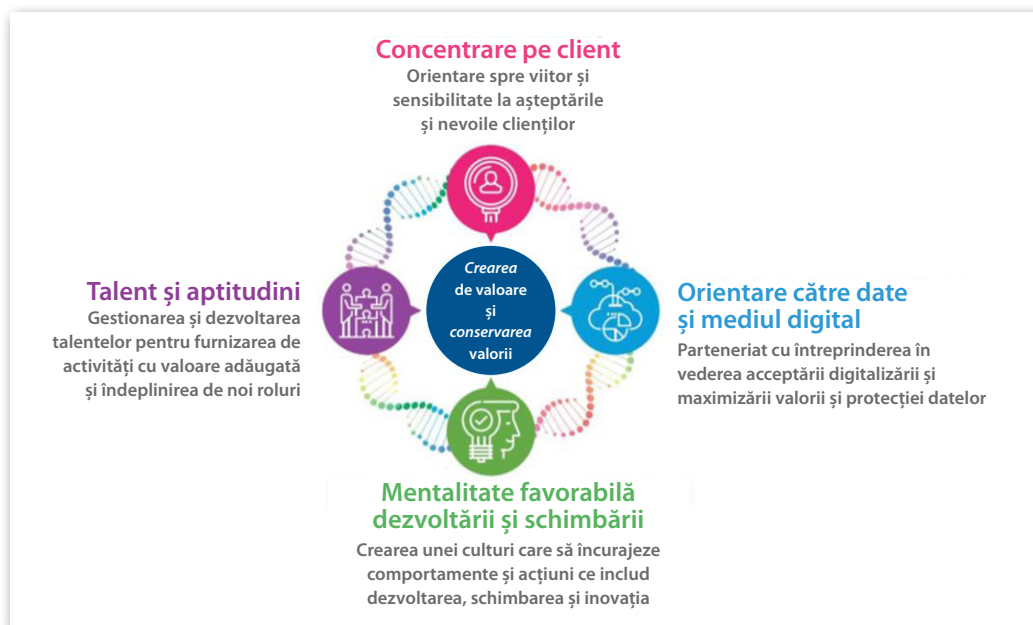 Concentrare pe client
Orientare spre viitor și
sensibilitate la așteptările
și nevoile clienților
Crearea
de valoare
și
conservarea
valorii
Talent și aptitudini
Gestionarea și dezvoltarea
talentelor pentru furnizarea de
activități cu valoare adăugată
și îndeplinirea de noi roluri
Orientare către date
și mediul digital
Parteneriat cu întreprinderea în
vederea acceptării digitalizării și
maximizării valorii și protecției datelor
Mentalitate favorabilă
dezvoltării și schimbării
Crearea unei culturi care să încurajeze
comportamente și acțiuni ce includ
dezvoltarea, schimbarea și inovația